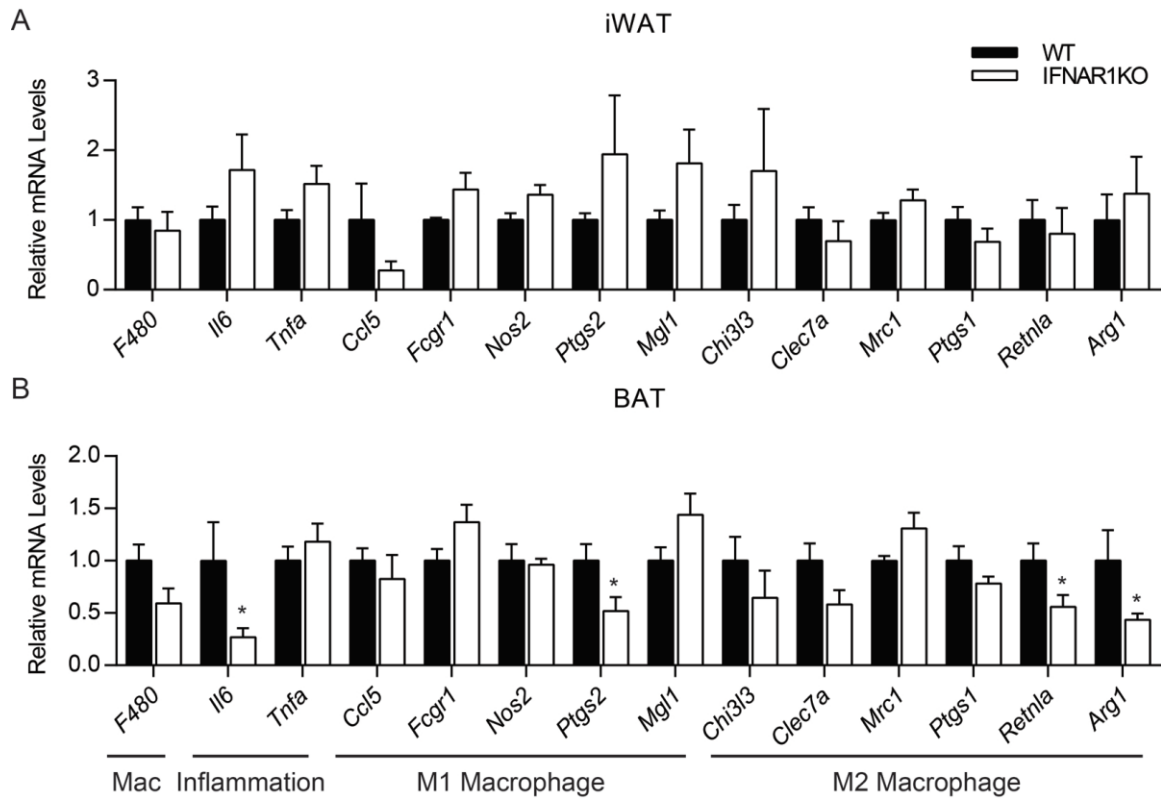 A
iWAT
WT
IFNAR1KO
Relative mRNA Levels
3
2
1
0
F480 Il6 Tnfa Ccl5 Fcgr1 Nos2 Ptgs2 Mgl1 Chi3l3 Clec7a Mrc1 Ptgs1 Retnla Arg1
B
BAT
Relative mRNA Levels
2.0
1.5
1.0
0.5
0.0
* * * *
F480 Il6 Tnfa Ccl5 Fcgr1 Nos2 Ptgs2 Mgl1 Chi3l3 Clec7a Mrc1 Ptgs1 Retnla Arg1
Mac Inflammation M1 Macrophage M2 Macrophage